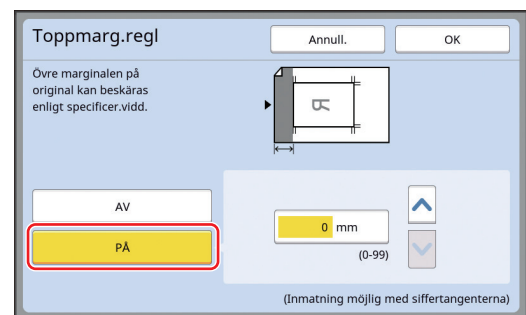 Toppmarg.regl
Annull.
OK
Övre marginalen på
original kan beskäras
enligt specificer.vidd.
R
AV
PÅ
0 mm
(0-99)
(Inmatning möjlig med siffertangenterna)